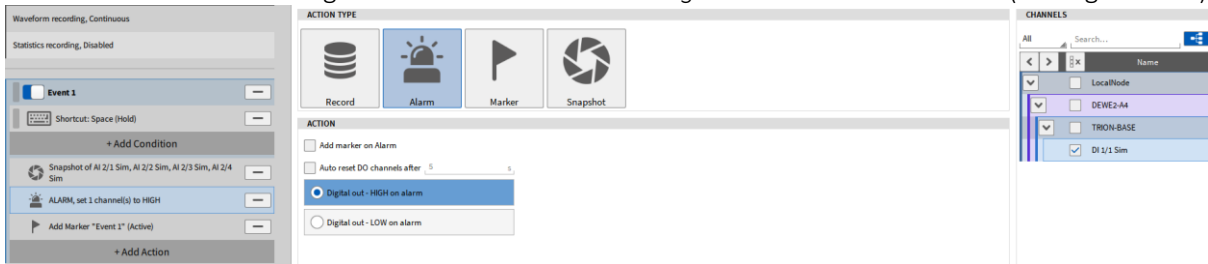 Waveform recording, Continuous
Statistics recording, Disabled
Event 1
Shortcut: Space (Hold)
+ Add Condition
Snapshot of AI 2/1 Sim, AI 2/2 Sim, AI 2/3 Sim, AI 2/4
Sim
ALARM, set 1 channel(s) to HIGH
Add Marker "Event 1" (Active)
+ Add Action
ACTION TYPE
Record Alarm Marker Snapshot
ACTION
Add marker on Alarm
Auto reset DO channels after 5 s
Digital out - HIGH on alarm
Digital out - LOW on alarm
CHANNELS
All Search...
Name
LocalNode
DEWE2-A4
TRION-BASE
DI 1/1 Sim